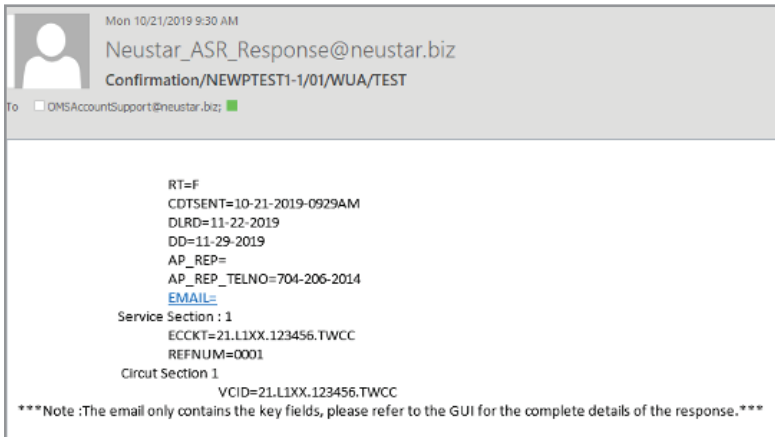 Mon 10/21/2019 9:30 AM
Neustar_ASR_Response@neustar.biz
Confirmation/NEWPTEST1-1/01/WUA/TEST
To OMSAccountSupport@neustar.biz;
RT=F
CDTSENT=10-21-2019-0929AM
DLRD=11-22-2019
DD=11-29-2019
AP_REP=
AP_REP_TELNO=704-206-2014
EMAIL=
Service Section : 1
ECCKT=21.L1XX.123456.TWCC
REFNUM=0001
Circut Section 1
VCID=21.L1XX.123456.TWCC
***Note :The email only contains the key fields, please refer to the GUI for the complete details of the response.***